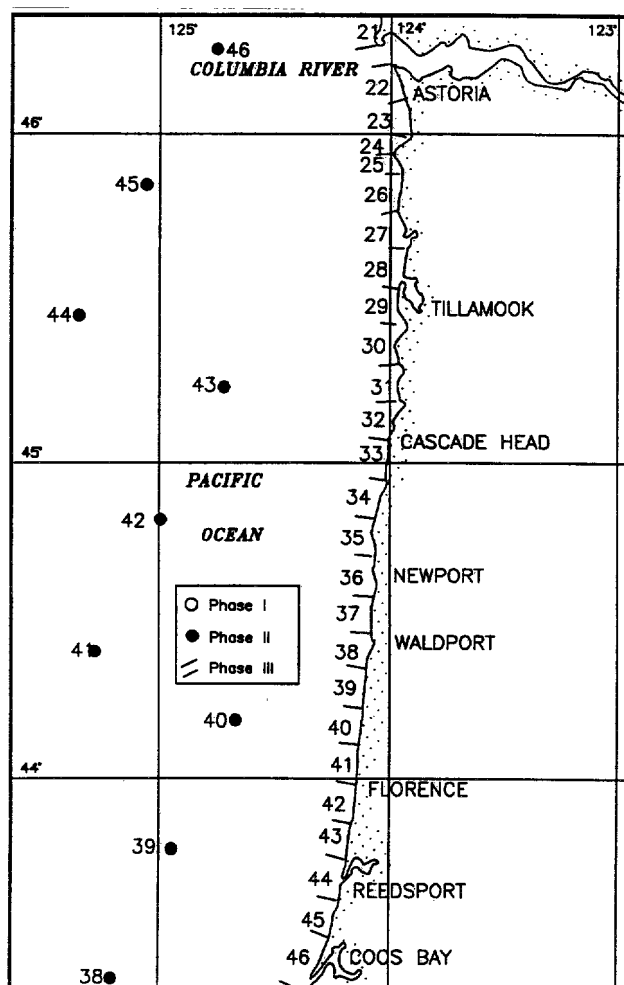 125° 124° 123°
21
46
COLUMBIA RIVER
22 ASTORIA
23
46°
24
25
45
26
27
28
44 29 TILLAMOOK
30
43 31
32
CASCADE HEAD
33
45°
PACIFIC
34
42
OCEAN 35
36 NEWPORT
Phase I
37
Phase II
41 38 WALDPORT
Phase III
39
40 40
41
44°
FLORENCE
42
43
39
44 REEDSPORT
45
46 COOS BAY
38